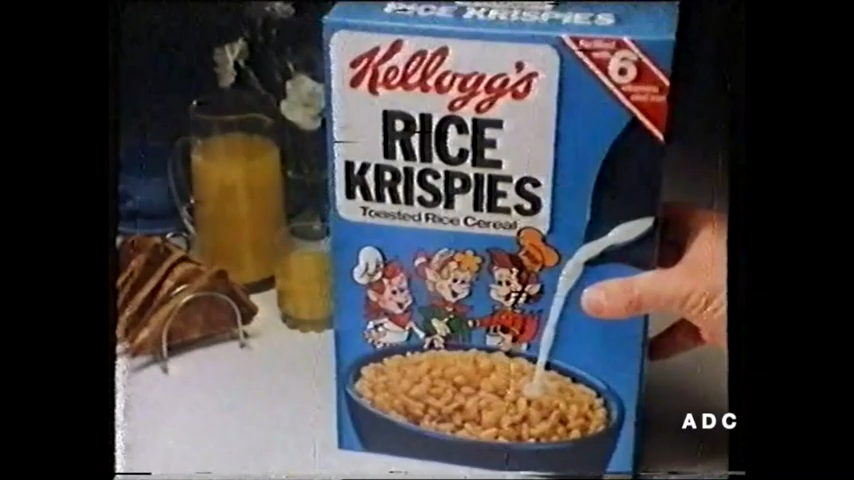 RICE KRISPIES
Kellogg's
RICE
KRISPIES
Toasted Rice Cereal
6
ADC